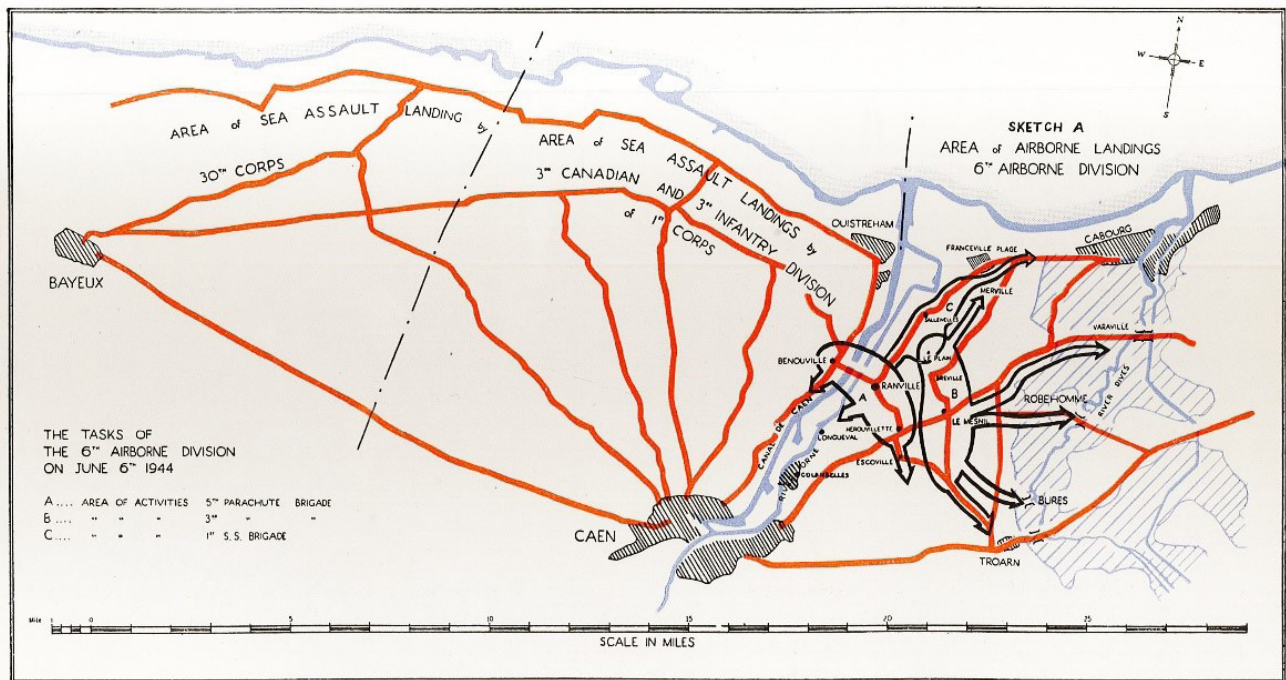 N
W E
S
SKETCH A
AREA of AIRBORNE LANDINGS
6TH AIRBORNE DIVISION
AREA of SEA ASSAULT LANDING by
30TH CORPS
AREA of SEA ASSAULT LANDINGS by
3RD CANADIAN AND 3RD INFANTRY DIVISION
of 1ST CORPS
OUISTREHAM
FRANCEVILLE PLAGE
CABOURG
BAYEUX
MERVILLE
C
SALLENELLES
VARAVILLE
LE PLAIN
BENOUVILLE
BREVILLE
RANVILLE
A
B
ROBEHOMME
RIVER DIVES
LE MESNIL
CANAL DE CAEN
HEROUVILLETTE
LONGUEVAL
ESCOVILLE
RIVER ORNE
COLOMBELLES
BURES
CAEN
TROARN
THE TASKS OF
THE 6TH AIRBORNE DIVISION
ON JUNE 6TH 1944
A .... AREA OF ACTIVITIES 5TH PARACHUTE BRIGADE
B .... " " " 3RD " "
C .... " " " 1ST S.S. BRIGADE
Mile 1 0 5 10 15 20 25
SCALE IN MILES